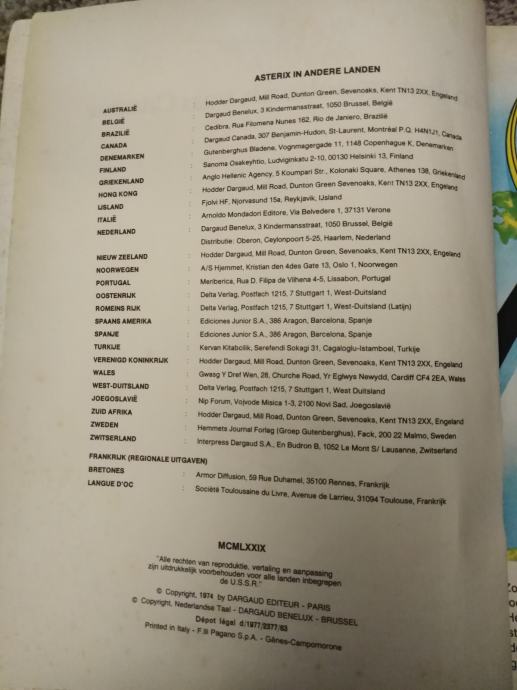 ASTERIX IN ANDERE LANDEN
AUSTRALIË : Hodder Dargaud, Mill Road, Dunton Green, Sevenoaks, Kent TN13 2XX, Engeland
BELGIË : Dargaud Benelux, 3 Kindermansstraat, 1050 Brussel, België
BRAZILIË : Cedibra, Rua Filomena Nunes 162, Rio de Janiero, Brazilië
CANADA : Dargaud Canada, 307 Benjamin-Hudon, St-Laurent, Montréal P.Q. H4N1J1, Canada
DENEMARKEN : Gutenberghus Bladene, Vognmagergade 11, 1148 Copenhague K, Denemarken
FINLAND : Sanoma Osakeyhtio, Ludviginkatu 2-10, 00130 Helsinki 13, Finland
GRIEKENLAND : Anglo Hellenic Agency, 5 Koumpari Str., Kolonaki Square, Athenes 138, Griekenland
HONG KONG : Hodder Dargaud, Mill Road, Dunton Green, Sevenoaks, Kent TN13 2XX, Engeland
IJSLAND : Fjolvi HF, Njorvasund 15a, Reykjavik, IJsland
ITALIË : Arnoldo Mondadori Editore, Via Belvedere 1, 37131 Verone
NEDERLAND : Dargaud Benelux, 3 Kindermansstraat, 1050 Brussel, België
Distributie: Oberon, Ceylonpoort 5-25, Haarlem, Nederland
NIEUW ZEELAND : Hodder Dargaud, Mill Road, Dunton Green, Sevenoaks, Kent TN13 2XX, Engeland
NOORWEGEN : A/S Hjemmet, Kristian den 4des Gate 13, Oslo 1, Noorwegen
PORTUGAL : Meriberica, Rua D. Filipa de Vilhena 4-5, Lissabon, Portugal
OOSTENRIJK : Delta Verlag, Postfach 1215, 7 Stuttgart 1, West-Duitsland
ROMEINS RIJK : Delta Verlag, Postfach 1215, 7 Stuttgart 1, West-Duitsland (Latijn)
SPAANS AMERIKA : Ediciones Junior S.A., 386 Aragon, Barcelona, Spanje
SPANJE : Ediciones Junior S.A., 386 Aragon, Barcelona, Spanje
TURKIJE : Kervan Kitabcilik, Serefendi Sokagi 31, Cagaloglu-Istamboel, Turkije
VERENIGD KONINKRIJK : Hodder Dargaud, Mill Road, Dunton Green, Sevenoaks, Kent TN13 2XX, Engeland
WALES : Gwasg Y Dref Wen, 28, Churche Road, Yr Eglwys Newydd, Cardiff CF4 2EA, Wales
WEST-DUITSLAND : Delta Verlag, Postfach 1215, 7 Stuttgart 1, West Duitsland
JOEGOSLAVIË : Nip Forum, Vojvode Misica 1-3, 2100 Novi Sad, Joegoslavië
ZUID AFRIKA : Hodder Dargaud, Mill Road, Dunton Green, Sevenoaks, Kent TN13 2XX, Engeland
ZWEDEN : Hemmets Journal Forlag (Groep Gutenberghus), Fack, 200 22 Malmo, Sweden
ZWITSERLAND : Interpress Dargaud S.A., En Budron B, 1052 Le Mont S/ Lausanne, Zwitserland
FRANKRIJK (REGIONALE UITGAVEN)
BRETONES : Armor Diffusion, 59 Rue Duhamel, 35100 Rennes, Frankrijk
LANGUE D'OC : Société Toulousaine du Livre, Avenue de Larrieu, 31094 Toulouse, Frankrijk
MCMLXXIX
"Alle rechten van reproduktie, vertaling en aanpassing
zijn uitdrukkelijk voorbehouden voor alle landen inbegrepen
de U.S.S.R."
© Copyright, 1974 by DARGAUD EDITEUR - PARIS
© Copyright, Nederlandse Taal - DARGAUD BENELUX - BRUSSEL
Dépot légal d/1977/2377/63
Printed in Italy - F.lli Pagano S.p.A. - Gênes-Campomorone